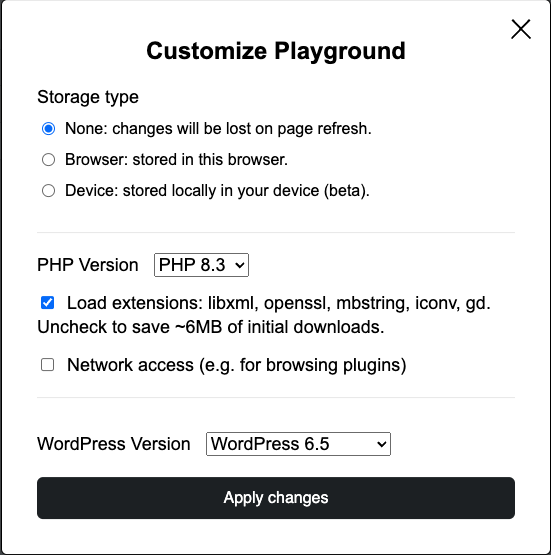 Customize Playground
Storage type
None: changes will be lost on page refresh.
Browser: stored in this browser.
Device: stored locally in your device (beta).
PHP Version PHP 8.3
Load extensions: libxml, openssl, mbstring, iconv, gd.
Uncheck to save ~6MB of initial downloads.
Network access (e.g. for browsing plugins)
WordPress Version WordPress 6.5
Apply changes